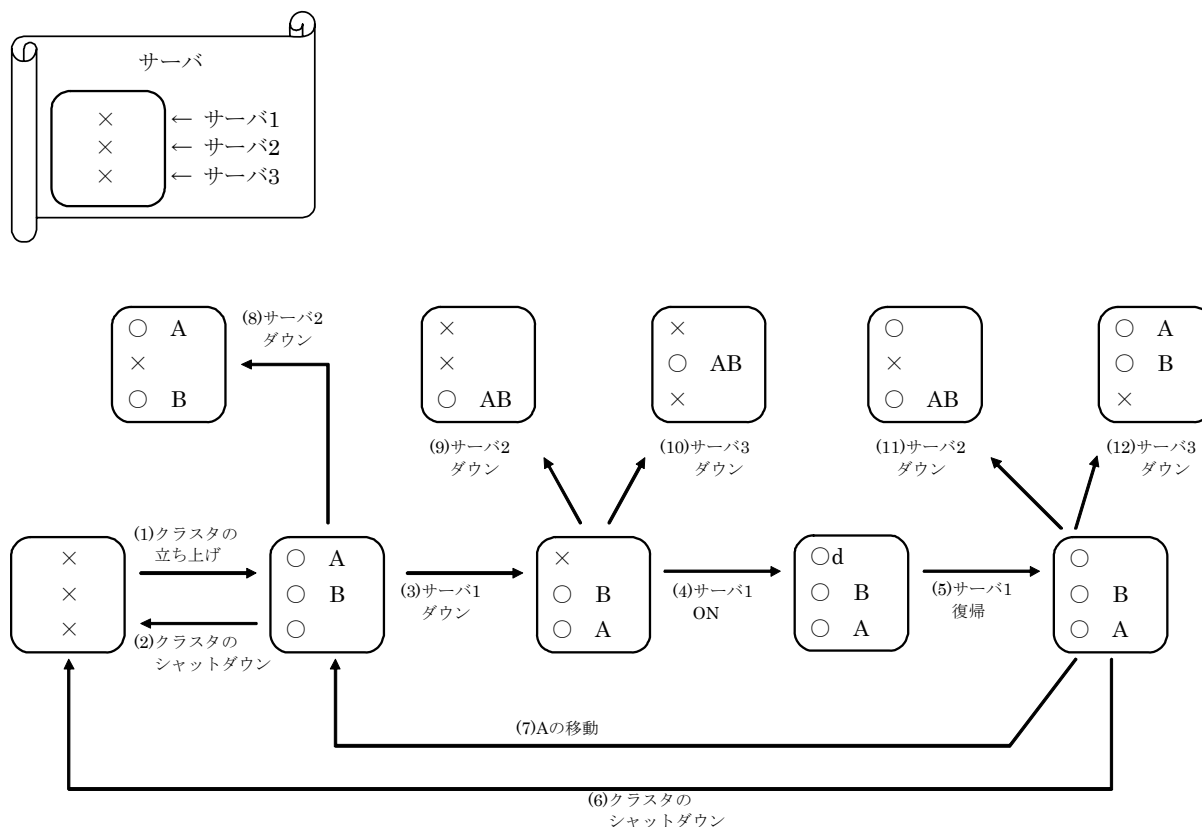 サーバ
× ← サーバ1
× ← サーバ2
× ← サーバ3
○ A
×
○ B
(8)サーバ2
ダウン
×
×
○ AB
×
○ AB
×
○
×
○ AB
○ A
○ B
×
(9)サーバ2
ダウン
(10)サーバ3
ダウン
(11)サーバ2
ダウン
(12)サーバ3
ダウン
×
×
×
(1)クラスタの
立ち上げ
(2)クラスタの
シャットダウン
○ A
○ B
○
(3)サーバ1
ダウン
×
○ B
○ A
(4)サーバ1
ON
○d
○ B
○ A
(5)サーバ1
復帰
○
○ B
○ A
(7)Aの移動
(6)クラスタの
シャットダウン